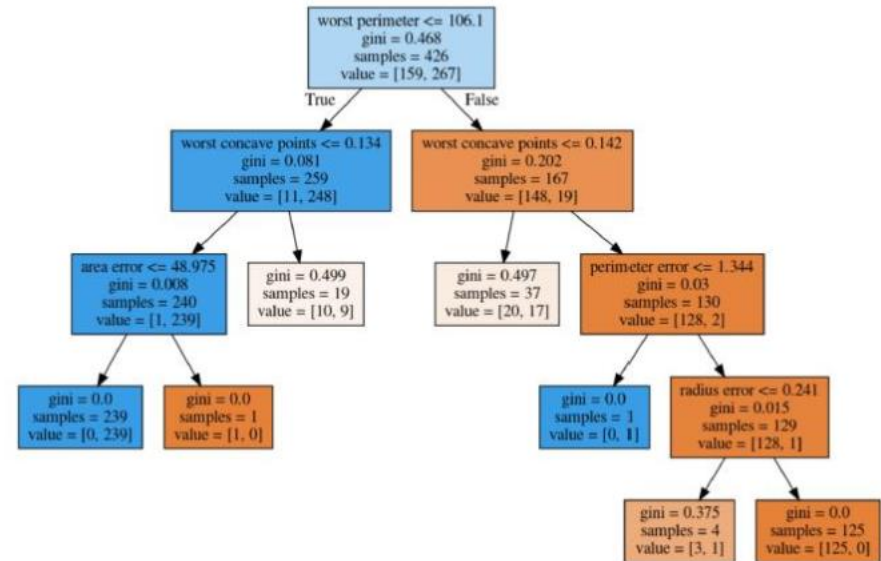 worst perimeter <= 106.1
gini = 0.468
samples = 426
value = [159, 267]
True
False
worst concave points <= 0.134
gini = 0.081
samples = 259
value = [11, 248]
worst concave points <= 0.142
gini = 0.202
samples = 167
value = [148, 19]
area error <= 48.975
gini = 0.008
samples = 240
value = [1, 239]
gini = 0.499
samples = 19
value = [10, 9]
gini = 0.497
samples = 37
value = [20, 17]
perimeter error <= 1.344
gini = 0.03
samples = 130
value = [128, 2]
gini = 0.0
samples = 239
value = [0, 239]
gini = 0.0
samples = 1
value = [1, 0]
gini = 0.0
samples = 1
value = [0, 1]
radius error <= 0.241
gini = 0.015
samples = 129
value = [128, 1]
gini = 0.375
samples = 4
value = [3, 1]
gini = 0.0
samples = 125
value = [125, 0]